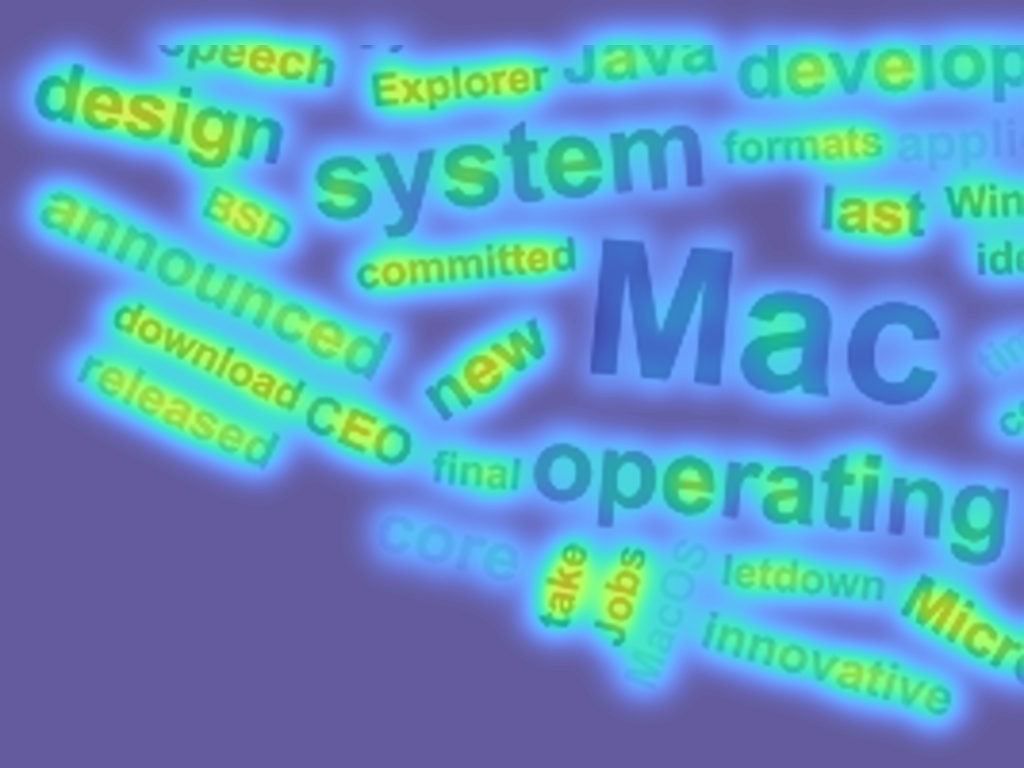 speech
Explorer
Java
develop
design
system
formats
appli
BSD
last
Win
announced
committed
ide
Mac
download
new
released
CEO
final
operating
core
take
Jobs
MacOS
letdown
Micro
innovative